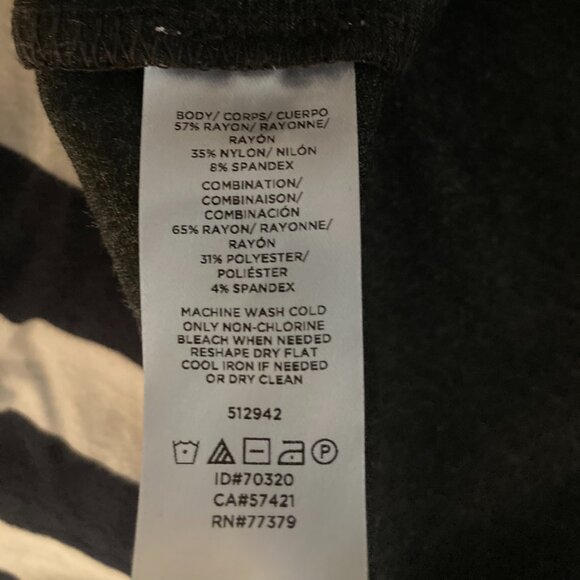 BODY/ CORPS/ CUERPO
57% RAYON/ RAYONNE/
RAYÓN
35% NYLON/ NILÓN
8% SPANDEX
COMBINATION/
COMBINAISON/
COMBINACIÓN
65% RAYON/ RAYONNE/
RAYÓN
31% POLYESTER/
POLIÉSTER
4% SPANDEX
MACHINE WASH COLD
ONLY NON-CHLORINE
BLEACH WHEN NEEDED
RESHAPE DRY FLAT
COOL IRON IF NEEDED
OR DRY CLEAN
512942
P
ID#70320
CA#57421
RN#77379